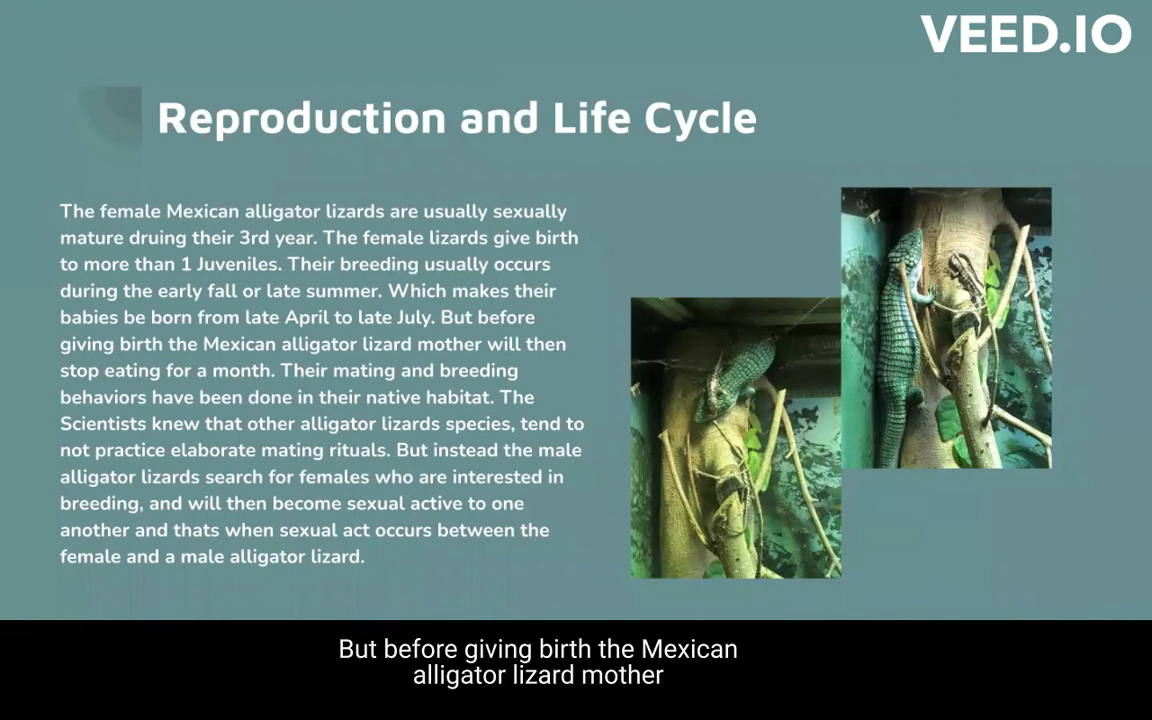 VEED.IO
Reproduction and Life Cycle
The female Mexican alligator lizards are usually sexually
mature druing their 3rd year. The female lizards give birth
to more than 1 Juveniles. Their breeding usually occurs
during the early fall or late summer. Which makes their
babies be born from late April to late July. But before
giving birth the Mexican alligator lizard mother will then
stop eating for a month. Their mating and breeding
behaviors have been done in their native habitat. The
Scientists knew that other alligator lizards species, tend to
not practice elaborate mating rituals. But instead the male
alligator lizards search for females who are interested in
breeding, and will then become sexual active to one
another and thats when sexual act occurs between the
female and a male alligator lizard.
But before giving birth the Mexican
alligator lizard mother